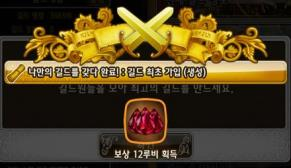 나만의 길드를 갖다 완료! : 길드 최초 가입 (생성)
길드원들을 모아 최고의 길드를 만드세요.
보상 12루비 획득